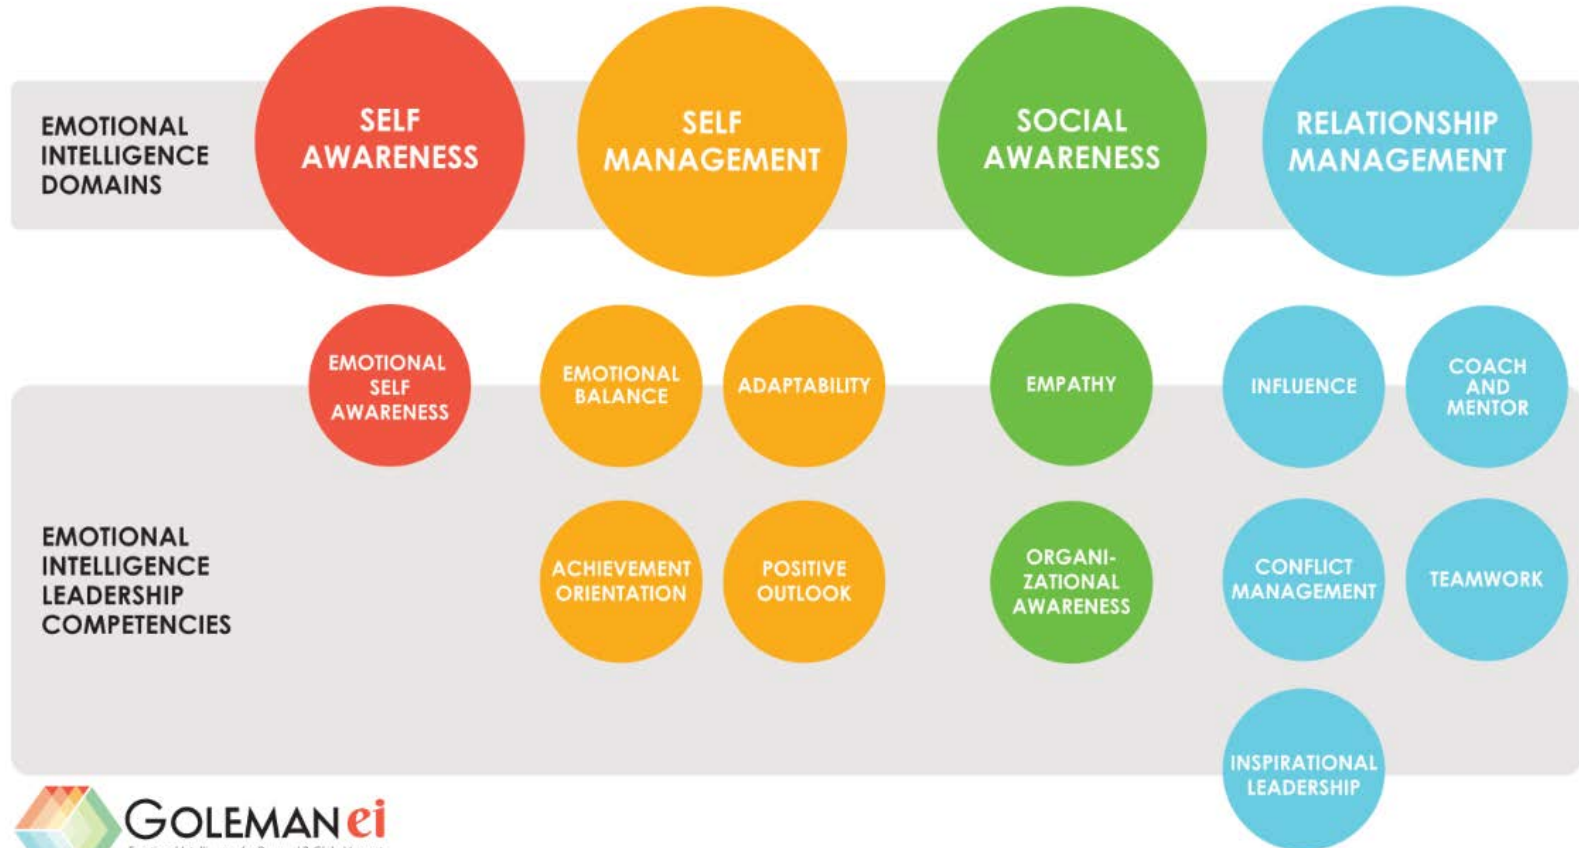 EMOTIONAL
INTELLIGENCE
DOMAINS
SELF
AWARENESS
SELF
MANAGEMENT
SOCIAL
AWARENESS
RELATIONSHIP
MANAGEMENT
EMOTIONAL
INTELLIGENCE
LEADERSHIP
COMPETENCIES
EMOTIONAL
SELF
AWARENESS
EMOTIONAL
BALANCE
ADAPTABILITY
ACHIEVEMENT
ORIENTATION
POSITIVE
OUTLOOK
EMPATHY
ORGANI-
ZATIONAL
AWARENESS
INFLUENCE
COACH
AND
MENTOR
CONFLICT
MANAGEMENT
TEAMWORK
INSPIRATIONAL
LEADERSHIP
GOLEMAN ei